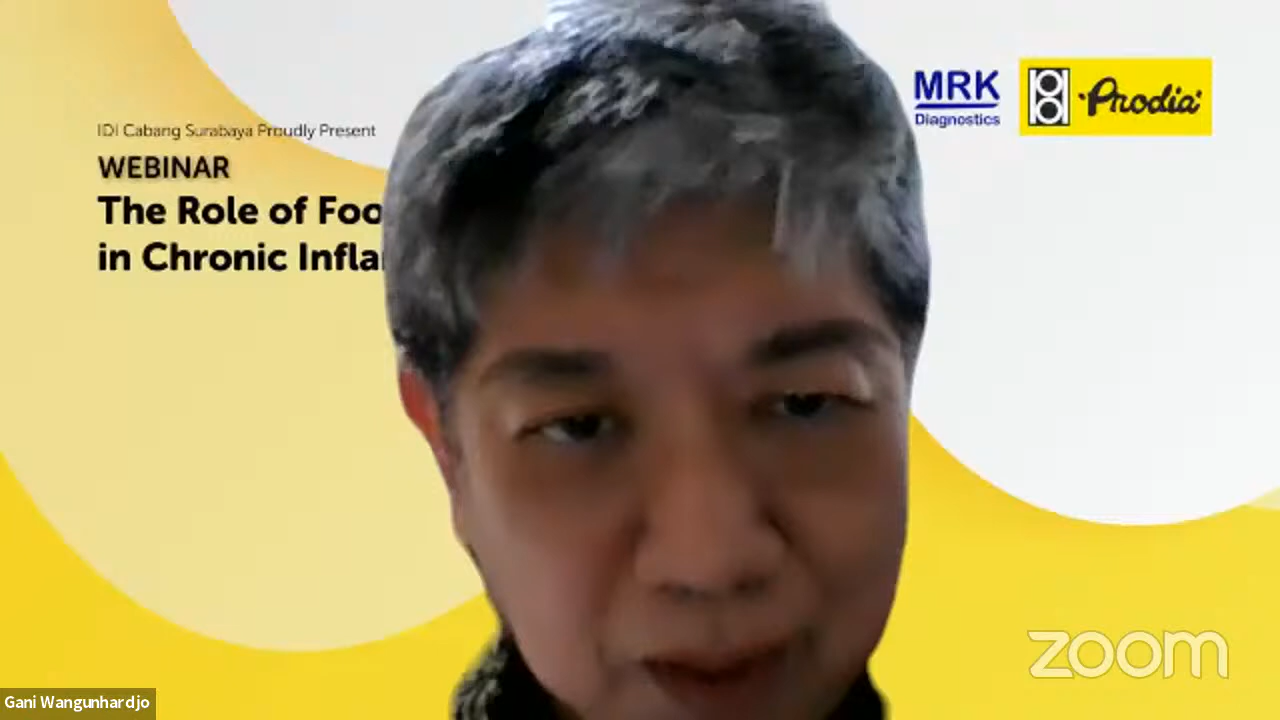 IDI Cabang Surabaya Proudly Present
WEBINAR
The Role of Foo
in Chronic Infla
MRK
Diagnostics
Prodia
zoom
Gani Wangunhardjo